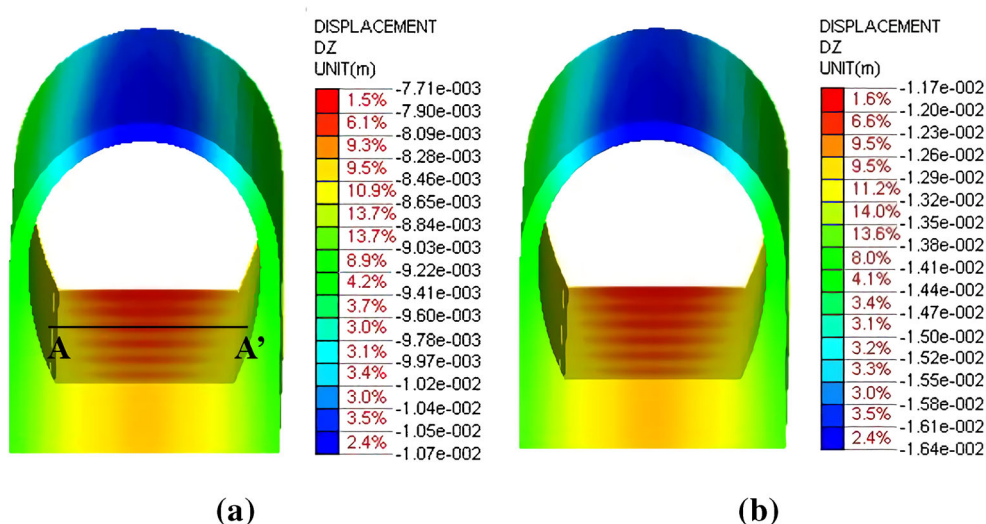 DISPLACEMENT
DZ
UNIT(m)
-7.71e-003
1.5%
-7.90e-003
6.1%
-8.09e-003
9.3%
-8.28e-003
9.5%
-8.46e-003
10.9%
-8.65e-003
13.7%
-8.84e-003
13.7%
-9.03e-003
8.9%
-9.22e-003
4.2%
-9.41e-003
3.7%
-9.60e-003
3.0%
-9.78e-003
3.1%
-9.97e-003
3.4%
-1.02e-002
3.0%
-1.04e-002
3.5%
-1.05e-002
2.4%
-1.07e-002
A A’
(a)
DISPLACEMENT
DZ
UNIT(m)
-1.17e-002
1.6%
-1.20e-002
6.6%
-1.23e-002
9.5%
-1.26e-002
9.5%
-1.29e-002
11.2%
-1.32e-002
14.0%
-1.35e-002
13.6%
-1.38e-002
8.0%
-1.41e-002
4.1%
-1.44e-002
3.4%
-1.47e-002
3.1%
-1.50e-002
3.2%
-1.52e-002
3.3%
-1.55e-002
3.0%
-1.58e-002
3.5%
-1.61e-002
2.4%
-1.64e-002
(b)